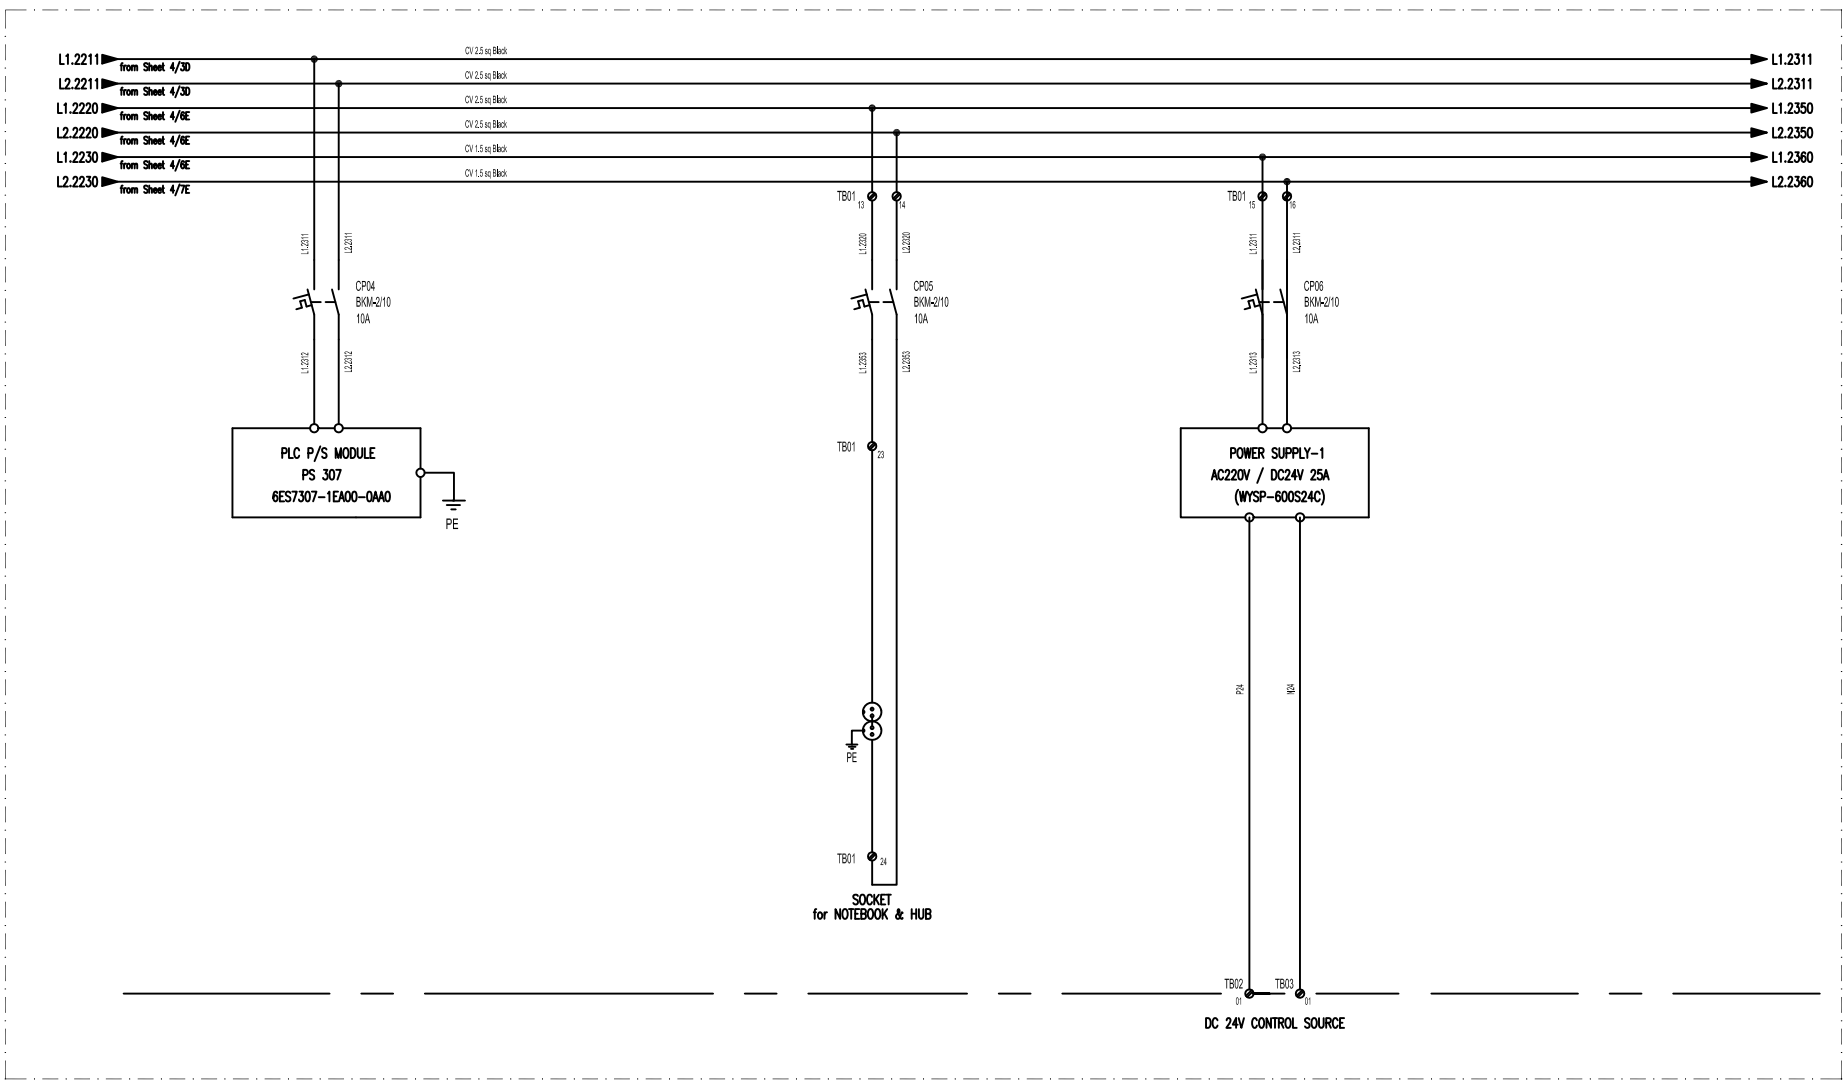 L1.2211
from Sheet 4/3D
CV 2.5 sq Black
L1.2311
L2.2211
from Sheet 4/3D
CV 2.5 sq Black
L2.2311
L1.2220
from Sheet 4/6E
CV 2.5 sq Black
L1.2350
L2.2220
from Sheet 4/6E
CV 2.5 sq Black
L2.2350
L1.2230
from Sheet 4/6E
CV 1.5 sq Black
L1.2360
L2.2230
from Sheet 4/7E
CV 1.5 sq Black
L2.2360
L1.2311
L2.2311
CP04
BKM-2/10
10A
L1.2312
L2.2312
PLC P/S MODULE
PS 307
6ES7307-1EA00-0AA0
PE
TB01
13
14
L1.2320
L2.2320
CP05
BKM-2/10
10A
L1.2353
L2.2353
TB01
23
PE
TB01
24
SOCKET
for NOTEBOOK & HUB
TB01
15
16
L1.2311
L2.2311
CP06
BKM-2/10
10A
L1.2313
L2.2313
POWER SUPPLY-1
AC220V / DC24V 25A
(WYSP-600S24C)
P24
N24
TB02
01
TB03
01
DC 24V CONTROL SOURCE